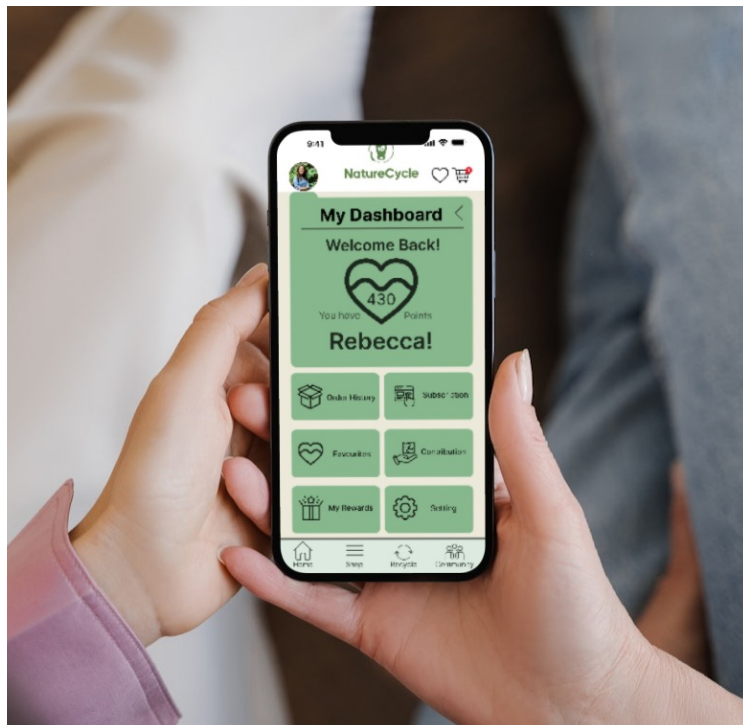 9:41
NatureCycle
My Dashboard
Welcome Back!
430
You have Points
Rebecca!
Order History
Subscription
Favourites
Contribution
My Rewards
Setting
Home Shop Recycle Community